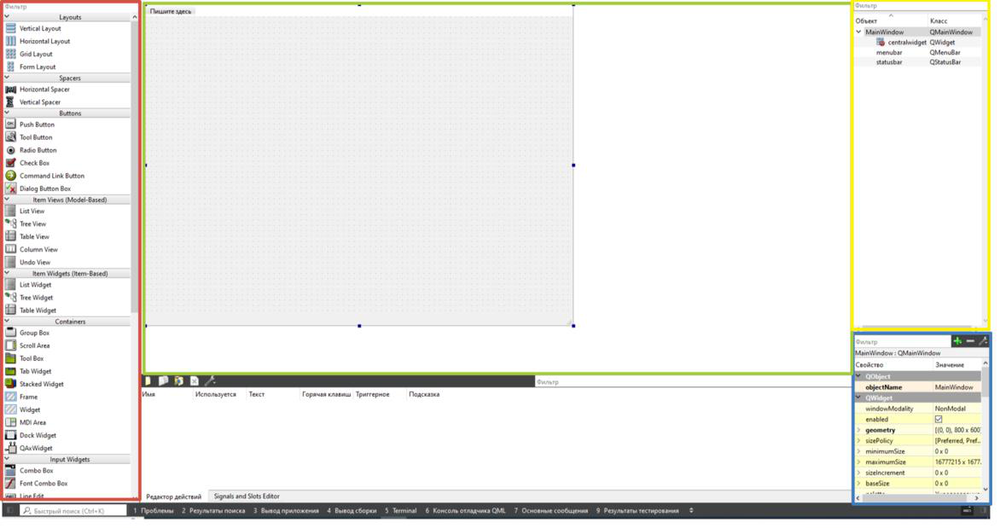 Фильтр
Layouts
Vertical Layout
Horizontal Layout
Grid Layout
Form Layout
Spacers
Horizontal Spacer
Vertical Spacer
Buttons
Push Button
Tool Button
Radio Button
Check Box
Command Link Button
Dialog Button Box
Item Views (Model-Based)
List View
Tree View
Table View
Column View
Undo View
Item Widgets (Item-Based)
List Widget
Tree Widget
Table Widget
Containers
Group Box
Scroll Area
Tool Box
Tab Widget
Stacked Widget
Frame
Widget
MDI Area
Dock Widget
QAxWidget
Input Widgets
Combo Box
Font Combo Box
Line Edit
Пишите здесь
Фильтр
Имя Используется Текст Горячая клавиш Триггерное Подсказка
Редактор действий Signals and Slots Editor
Фильтр
Объект Класс
MainWindow QMainWindow
centralwidget QWidget
menubar QMenuBar
statusbar QStatusBar
Фильтр
MainWindow : QMainWindow
Свойство Значение
QObject
objectName MainWindow
QWidget
windowModality NonModal
enabled
geometry [(0, 0), 800 x 600]
sizePolicy [Preferred, Pref...
minimumSize 0 x 0
maximumSize 16777215 x 1677...
sizeIncrement 0 x 0
baseSize 0 x 0
Быстрый поиск (Ctrl+K) 1 Проблемы 2 Результаты поиска 3 Вывод приложения 4 Вывод сборки 5 Terminal 6 Консоль отладчика QML 7 Основные сообщения 9 Результаты тестирования